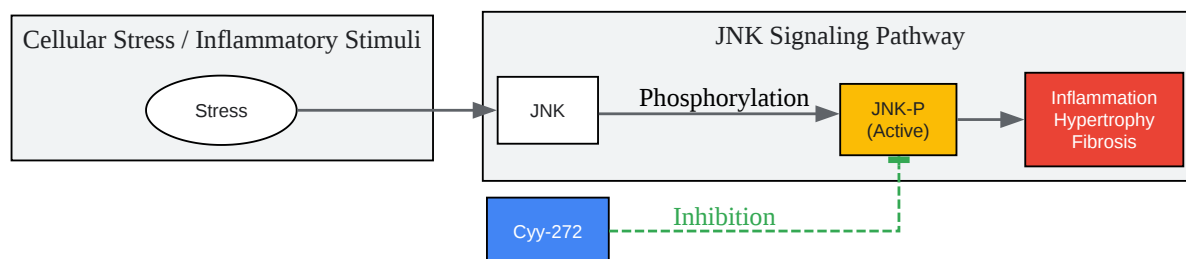 Cellular Stress / Inflammatory Stimuli
Stress
JNK Signaling Pathway
JNK
Phosphorylation
JNK-P
(Active)
Inflammation
Hypertrophy
Fibrosis
Cyy-272
Inhibition